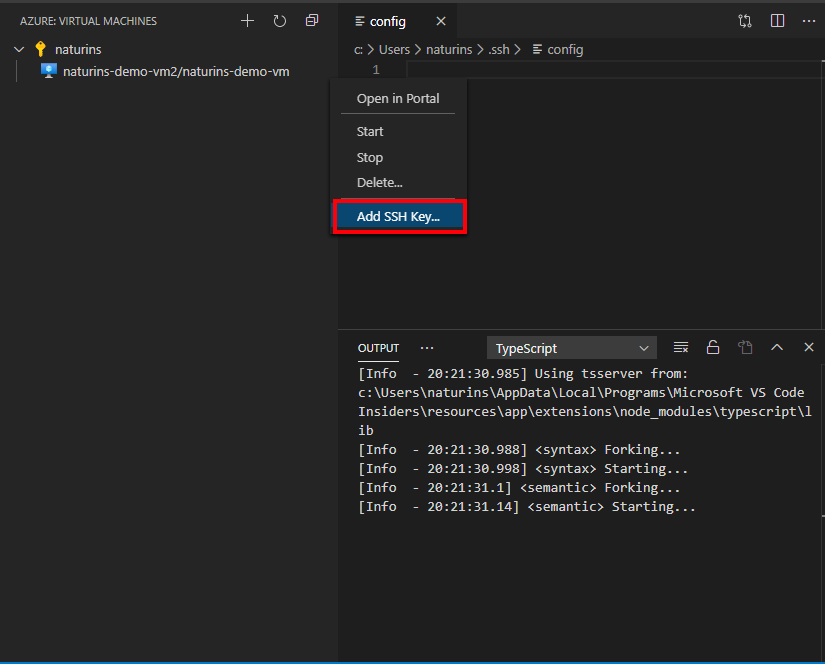 AZURE: VIRTUAL MACHINES
naturins
naturins-demo-vm2/naturins-demo-vm
config
c: > Users > naturins > .ssh > config
1
Open in Portal
Start
Stop
Delete...
Add SSH Key...
OUTPUT
TypeScript
[Info  - 20:21:30.985] Using tsserver from:
c:\Users\naturins\AppData\Local\Programs\Microsoft VS Code
Insiders\resources\app\extensions\node_modules\typescript\l
ib
[Info  - 20:21:30.988] <syntax> Forking...
[Info  - 20:21:30.998] <syntax> Starting...
[Info  - 20:21:31.1] <semantic> Forking...
[Info  - 20:21:31.14] <semantic> Starting...